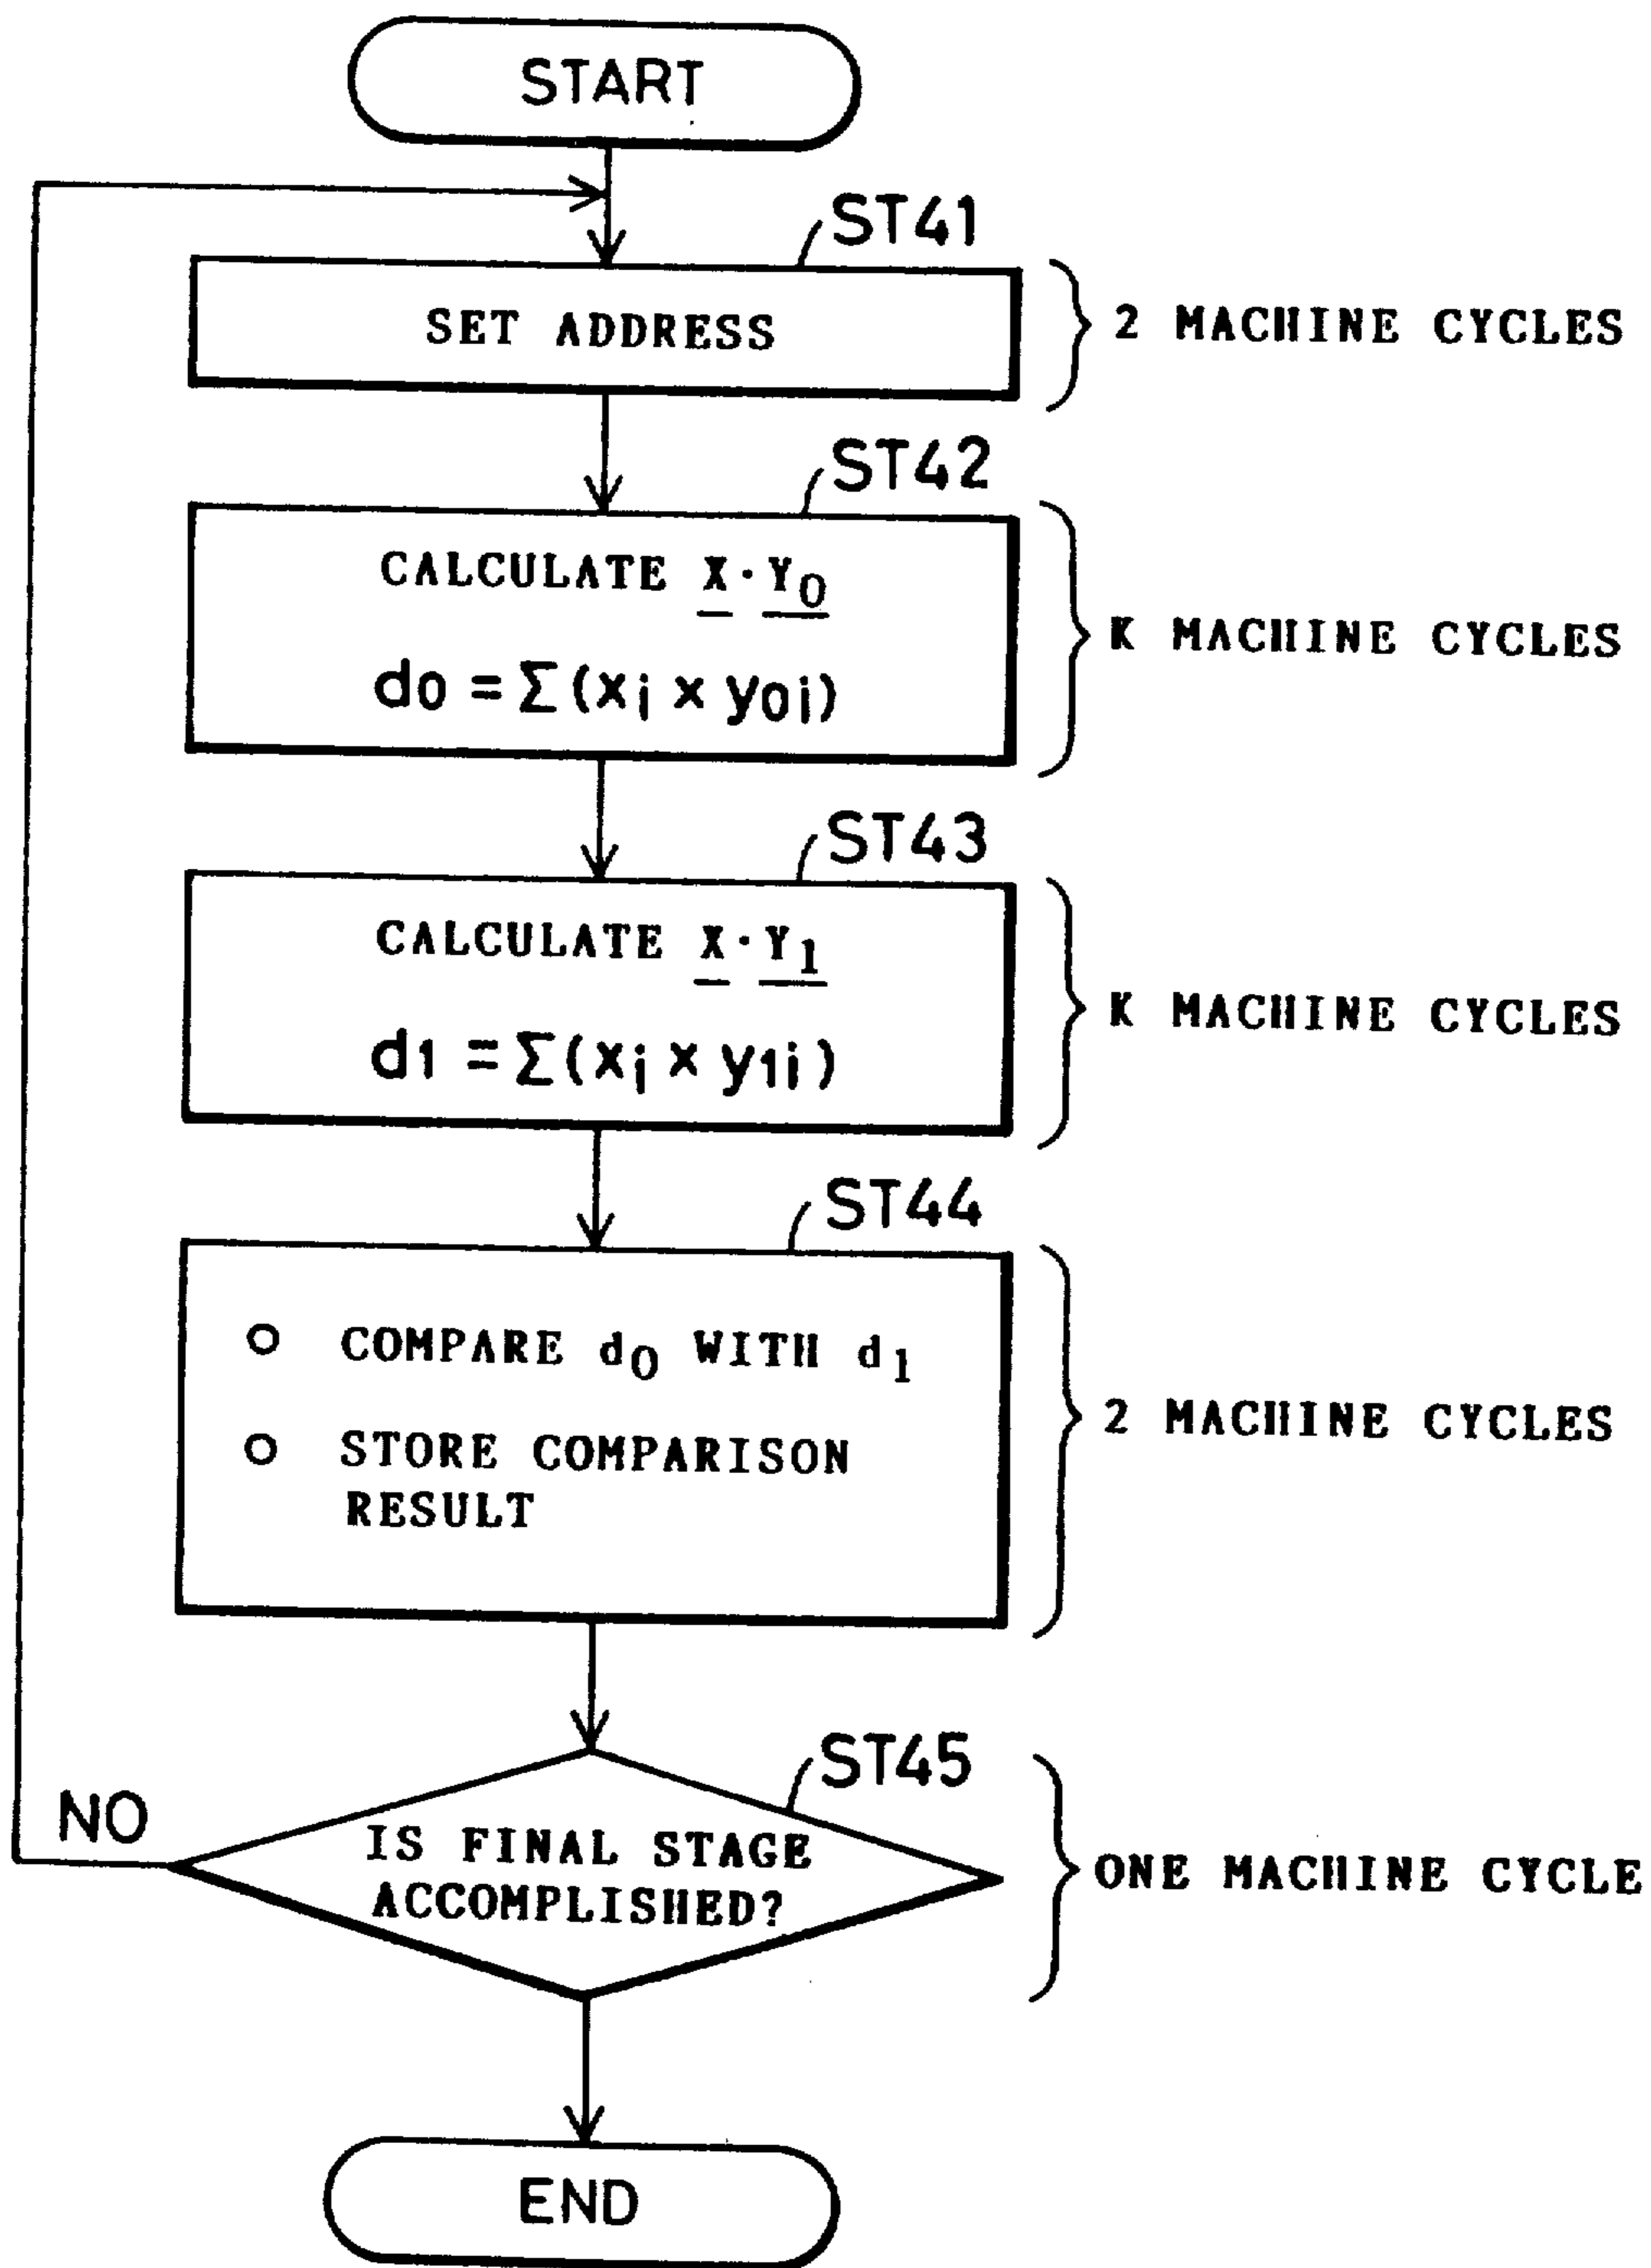 START
ST41
SET ADDRESS
2 MACHINE CYCLES
ST42
CALCULATE X·Y0
d0 = Σ(xi × y0i)
K MACHINE CYCLES
ST43
CALCULATE X·Y1
d1 = Σ(xi × y1i)
K MACHINE CYCLES
ST44
○ COMPARE d0 WITH d1
○ STORE COMPARISON
RESULT
2 MACHINE CYCLES
ST45
NO
IS FINAL STAGE
ACCOMPLISHED?
ONE MACHINE CYCLE
END